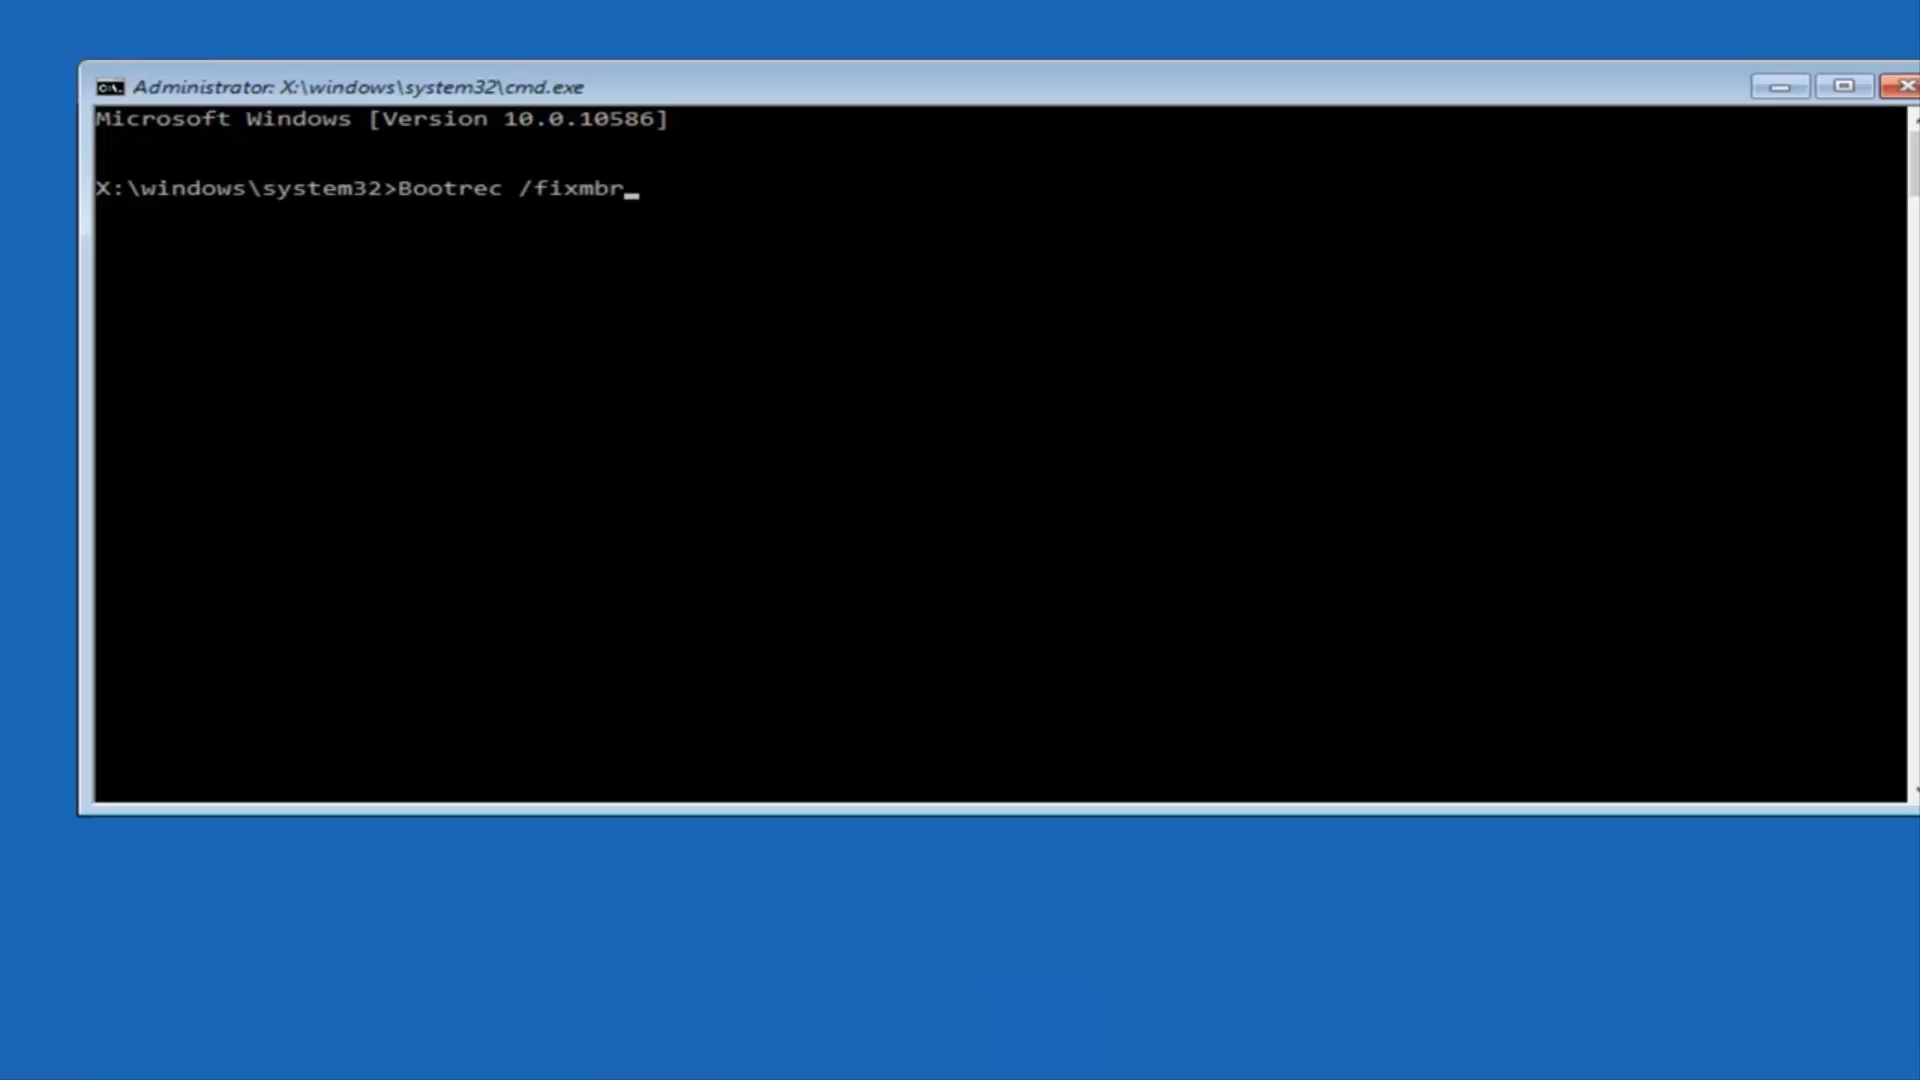 Administrator: X:\windows\system32\cmd.exe
Microsoft Windows [Version 10.0.10586]
X:\windows\system32>Bootrec /fixmbr